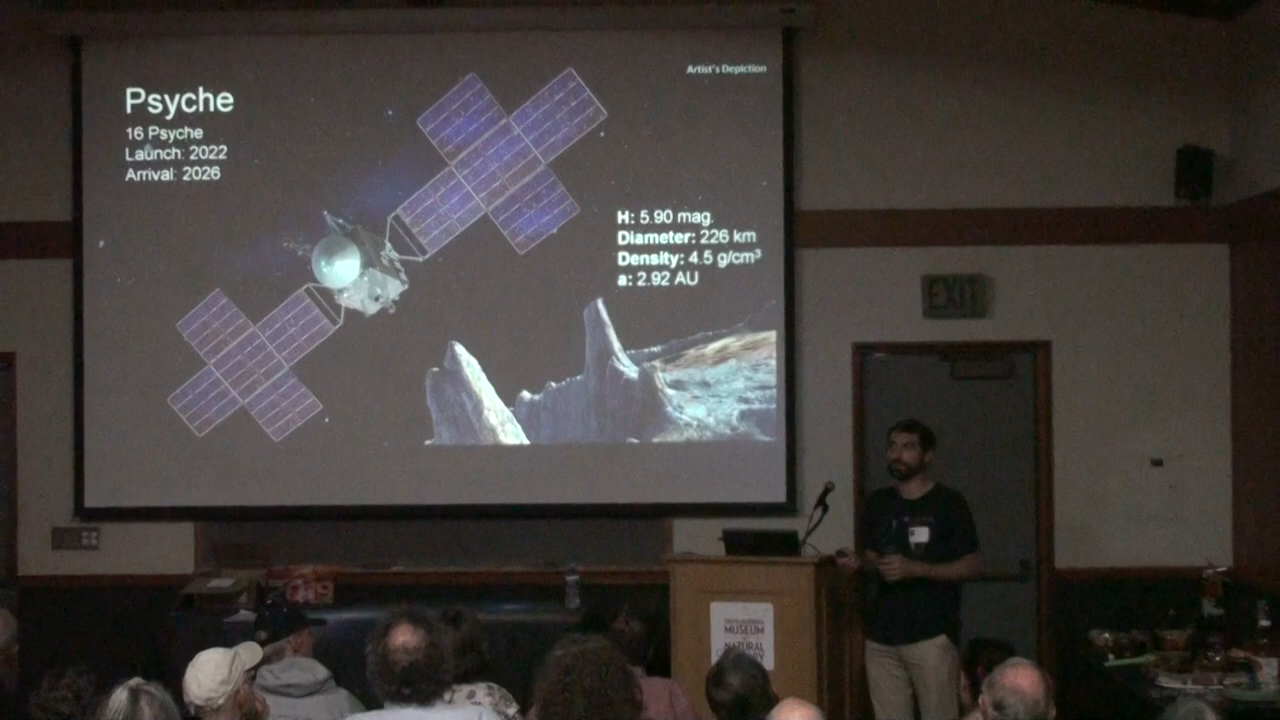 Artist's Depiction
Psyche
16 Psyche
Launch: 2022
Arrival: 2026
H: 5.90 mag.
Diameter: 226 km
Density: 4.5 g/cm³
a: 2.92 AU
EXIT
MUSEUM
NATURAL